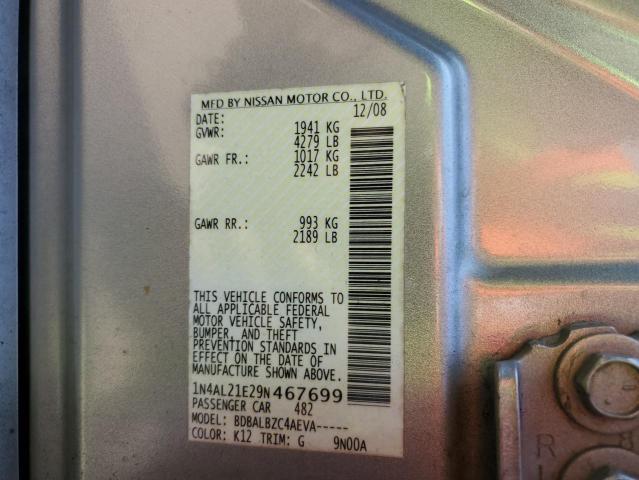 MFD BY NISSAN MOTOR CO., LTD.
DATE: 12/08
GVWR: 1941 KG
4279 LB
GAWR FR.: 1017 KG
2242 LB
GAWR RR.: 993 KG
2189 LB
THIS VEHICLE CONFORMS TO
ALL APPLICABLE FEDERAL
MOTOR VEHICLE SAFETY,
BUMPER, AND THEFT
PREVENTION STANDARDS IN
EFFECT ON THE DATE OF
MANUFACTURE SHOWN ABOVE.
1N4AL21E29N467699
PASSENGER CAR 482
MODEL: BDBALBZC4AEVA-----
COLOR: K12 TRIM: G 9N00A
R